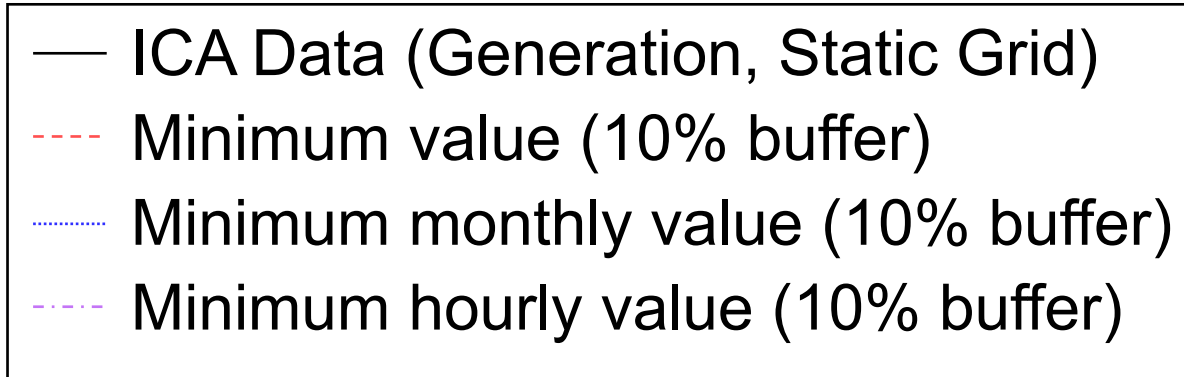 ICA Data (Generation, Static Grid)
Minimum value (10% buffer)
Minimum monthly value (10% buffer)
Minimum hourly value (10% buffer)